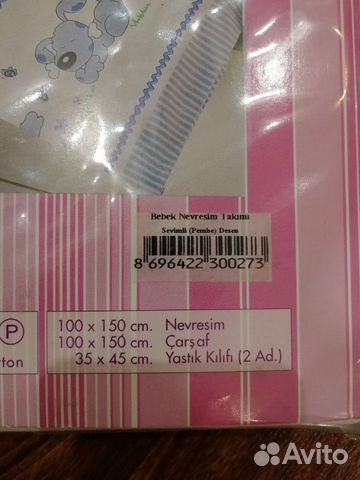 Bebek Nevresim Takımı
Sevimli (Pembe) Desen
8 696422 300273
P
100 x 150 cm. Nevresim
100 x 150 cm. Çarşaf
35 x 45 cm. Yastık Kılıfı (2 Ad.)
Avito